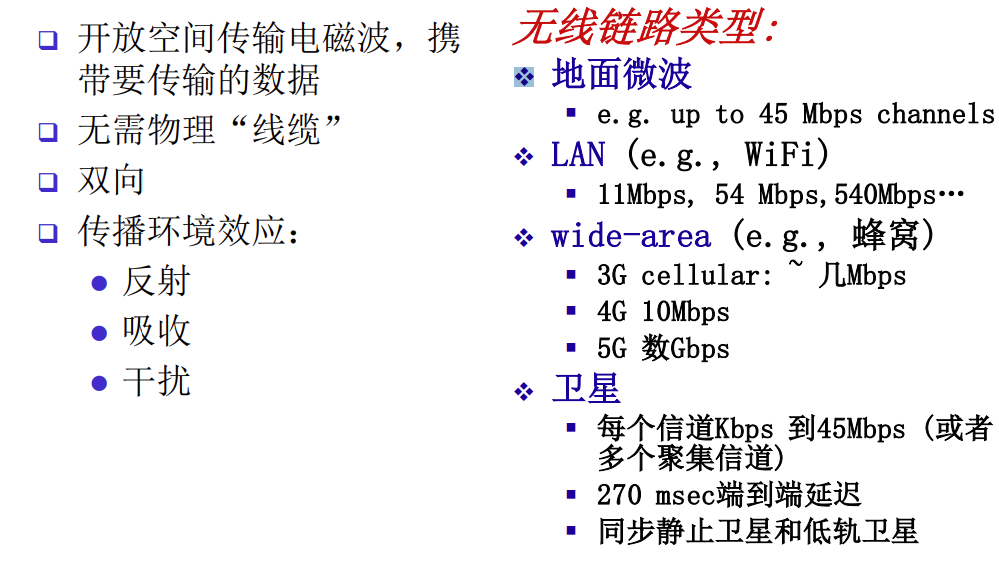 开放空间传输电磁波，携
带要传输的数据
无需物理“线缆”
双向
传播环境效应：
反射
吸收
干扰
无线链路类型：
地面微波
e.g. up to 45 Mbps channels
LAN (e.g., WiFi)
11Mbps, 54 Mbps,540Mbps…
wide-area (e.g., 蜂窝)
3G cellular: ~ 几Mbps
4G 10Mbps
5G 数Gbps
卫星
每个信道Kbps 到45Mbps (或者
多个聚集信道)
270 msec端到端延迟
同步静止卫星和低轨卫星